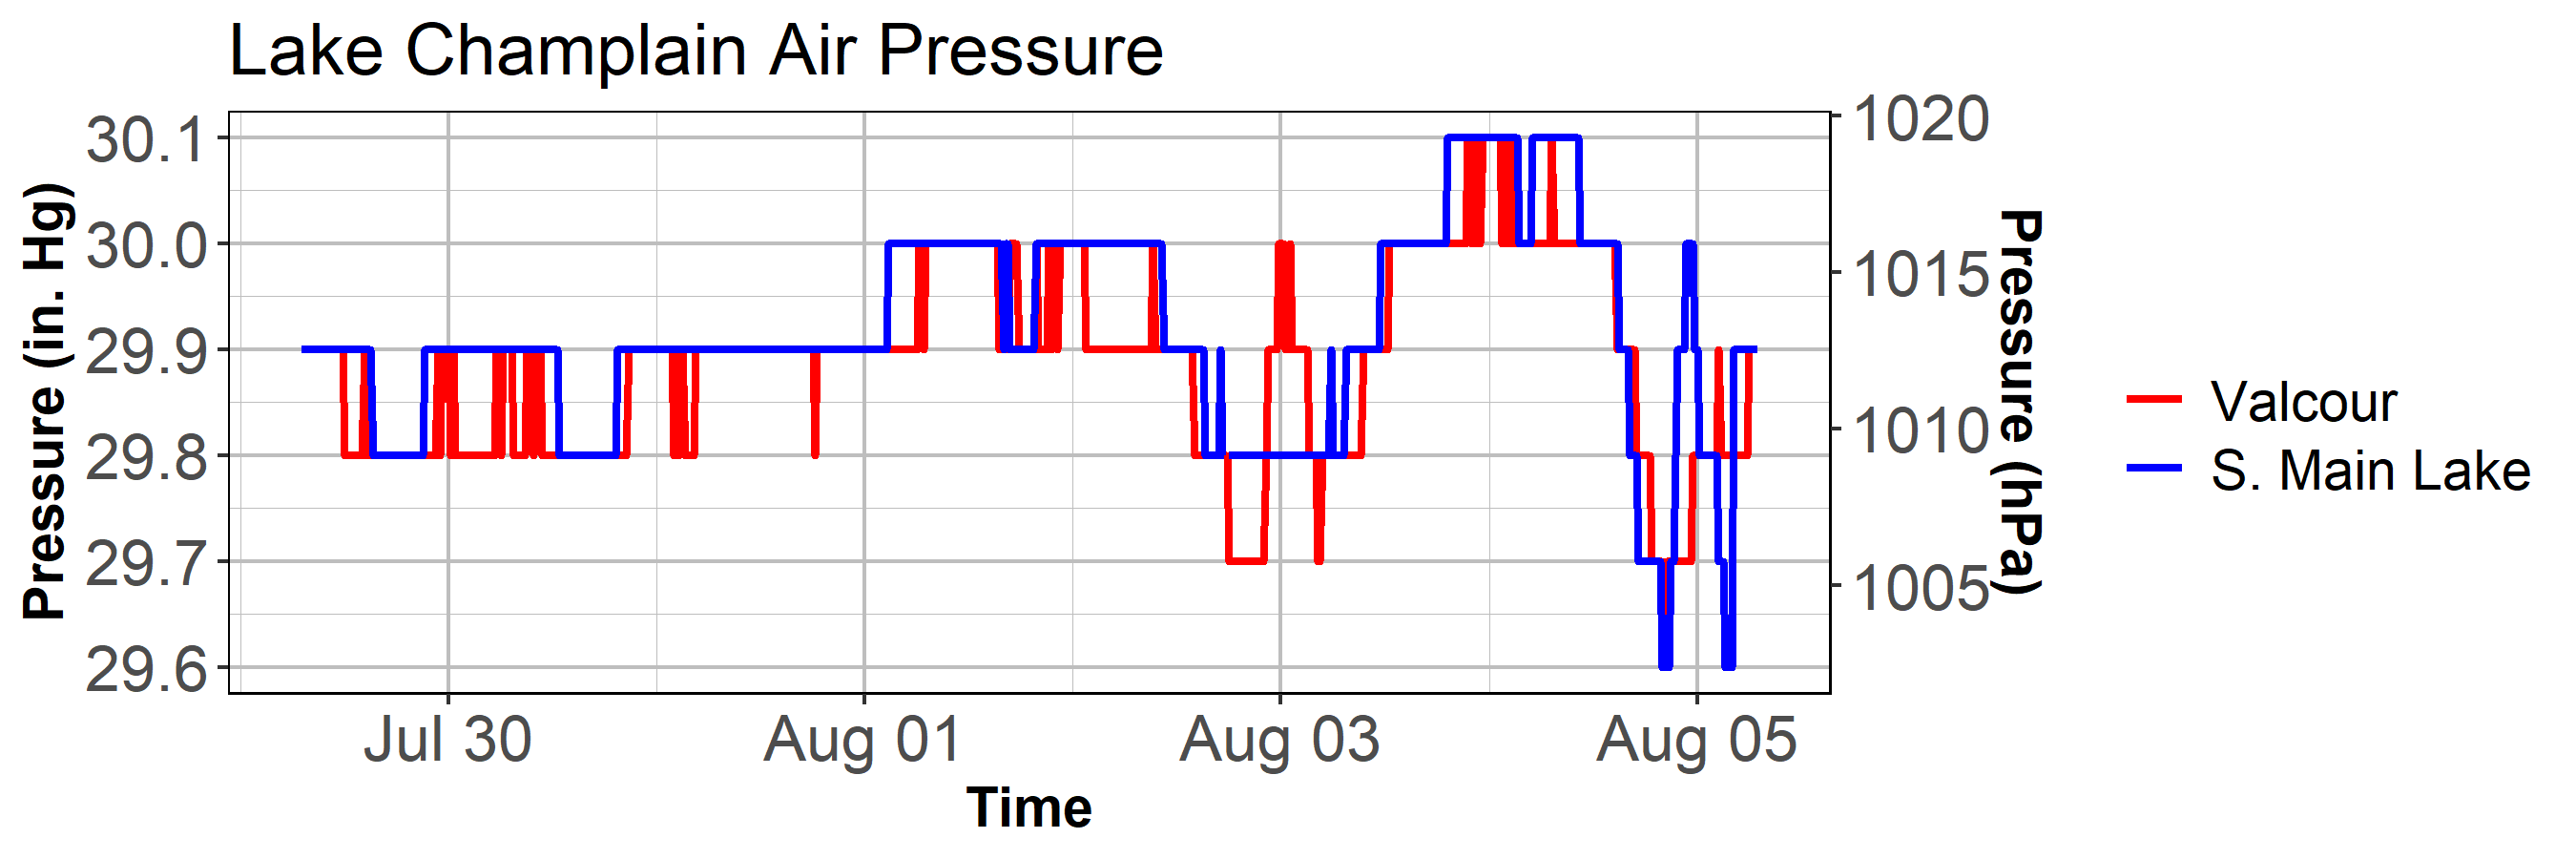 Lake Champlain Air Pressure
Pressure (in. Hg)
30.1
30.0
29.9
29.8
29.7
29.6
1020
1015
1010
1005
Pressure (hPa)
Jul 30
Aug 01
Aug 03
Aug 05
Time
Valcour
S. Main Lake